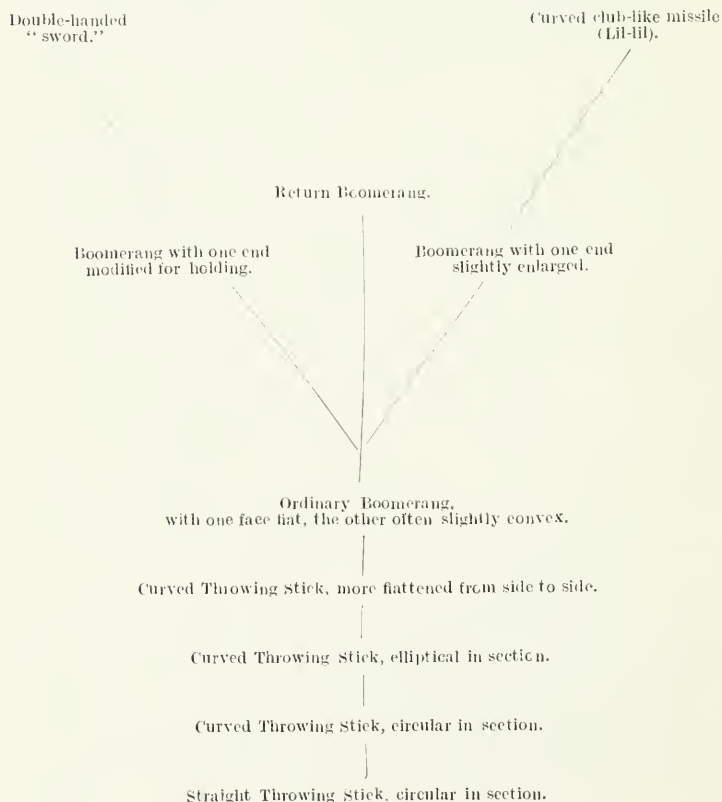 Double-handed
“ sword.”
Curved club-like missile
(Lil-lil).
Return Boomerang.
Boomerang with one end
modified for holding.
Boomerang with one end
slightly enlarged.
Ordinary Boomerang,
with one face flat, the other often slightly convex.
Curved Throwing Stick, more flattened from side to side.
Curved Throwing Stick, elliptical in section.
Curved Throwing Stick, circular in section.
Straight Throwing Stick, circular in section.